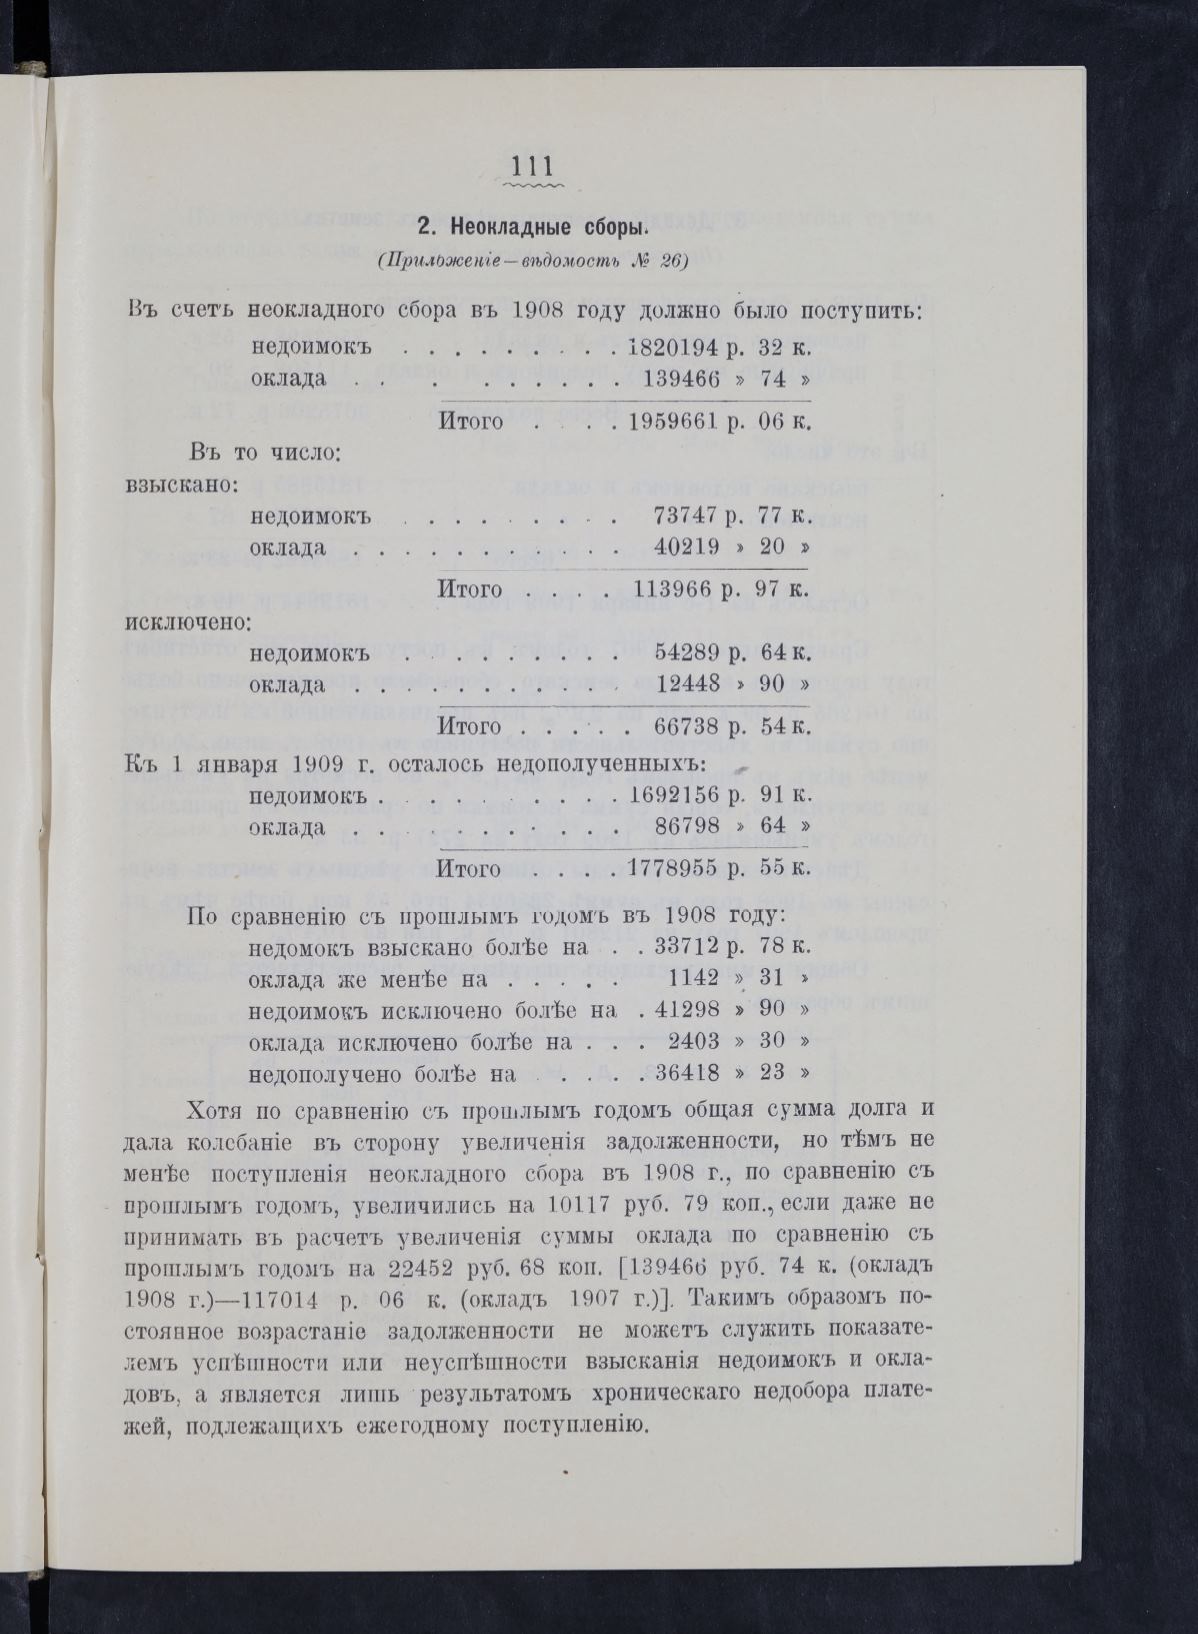 111
2. Неокладные сборы.
(Приложеніе—вѣдомость № 26)
Въ счетъ неокладного сбора въ 1908 году должно было поступить:
недоимокъ . . . . . . . . . 1820194 р. 32 к.
оклада . . . . . . . . . 139466 » 74 »
Итого . . . . 1959661 р. 06 к.
Въ то число:
взыскано:
недоимокъ . . . . . . . . . 73747 р. 77 к.
оклада . . . . . . . . . . . 40219 » 20 »
Итого . . . . 113966 р. 97 к.
исключено:
недоимокъ . . . . . . . . . 54289 р. 64 к.
оклада . . . . . . . . . . . 12448 » 90 »
Итого . . . . . 66738 р. 54 к.
Къ 1 января 1909 г. осталось недополученныхъ:
педоимокъ . . . . . . . . . 1692156 р. 91 к.
оклада . . . . . . . . . . . 86798 » 64 »
Итого . . . . 1778955 р. 55 к.
По сравненію съ прошлымъ годомъ въ 1908 году:
недомокъ взыскано болѣе на . . 33712 р. 78 к.
оклада же менѣе на . . . . . 1142 » 31 »
недоимокъ исключено болѣе на . 41298 » 90 »
оклада исключено болѣе на . . . 2403 » 30 »
недополучено болѣе на . . . . . 36418 » 23 »
Хотя по сравненію съ прошлымъ годомъ общая сумма долга и
дала колебаніе въ сторону увеличенія задолженности, но тѣмъ не
менѣе поступленія неокладного сбора въ 1908 г., по сравненію съ
прошлымъ годомъ, увеличились на 10117 руб. 79 коп., если даже не
принимать въ расчетъ увеличенія суммы оклада по сравненію съ
прошлымъ годомъ на 22452 руб. 68 коп. [139466 руб. 74 к. (окладъ
1908 г.)—117014 р. 06 к. (окладъ 1907 г.)]. Такимъ образомъ по-
стоянное возрастаніе задолженности не можетъ служить показате-
лемъ успѣшности или неуспѣшности взысканія недоимокъ и окла-
довъ, а является лишь результатомъ хроническаго недобора плате-
жей, подлежащихъ ежегодному поступленію.